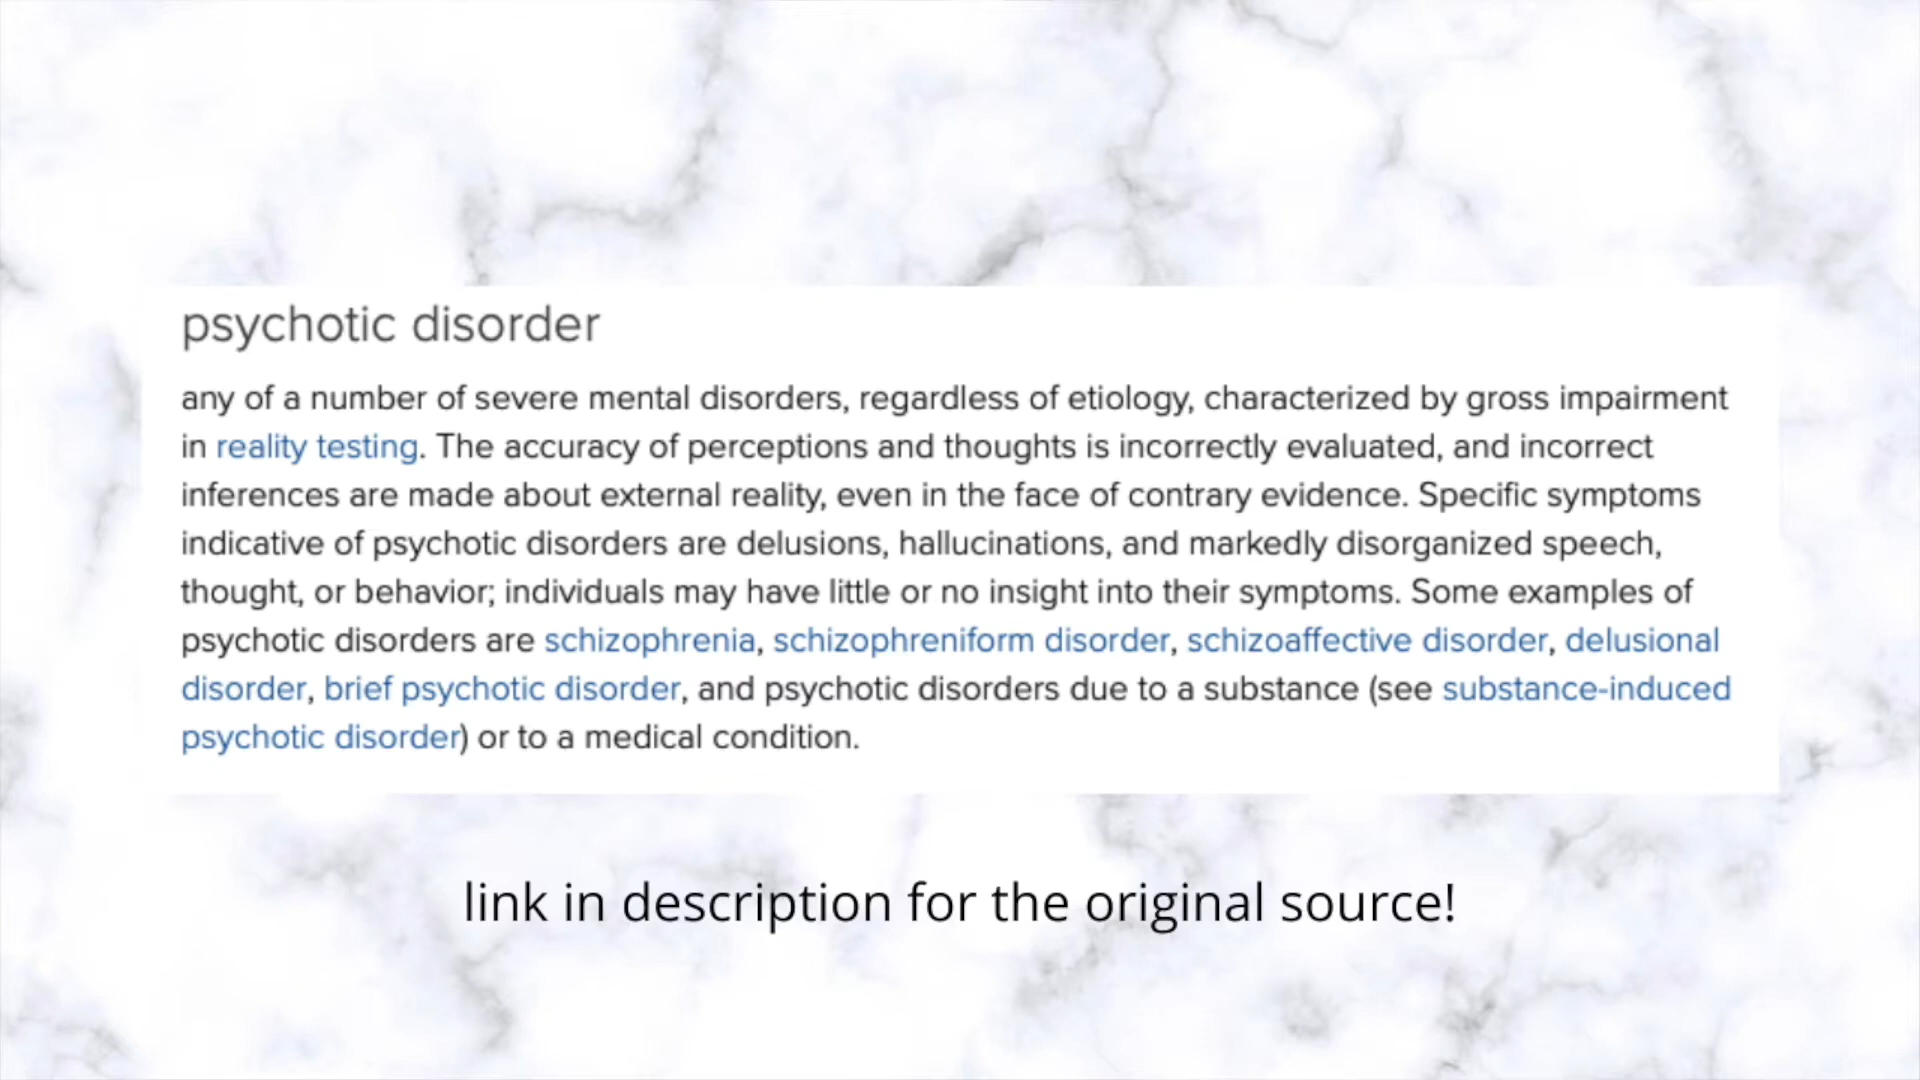 psychotic disorder
any of a number of severe mental disorders, regardless of etiology, characterized by gross impairment
in reality testing. The accuracy of perceptions and thoughts is incorrectly evaluated, and incorrect
inferences are made about external reality, even in the face of contrary evidence. Specific symptoms
indicative of psychotic disorders are delusions, hallucinations, and markedly disorganized speech,
thought, or behavior; individuals may have little or no insight into their symptoms. Some examples of
psychotic disorders are schizophrenia, schizophreniform disorder, schizoaffective disorder, delusional
disorder, brief psychotic disorder, and psychotic disorders due to a substance (see substance-induced
psychotic disorder) or to a medical condition.
link in description for the original source!